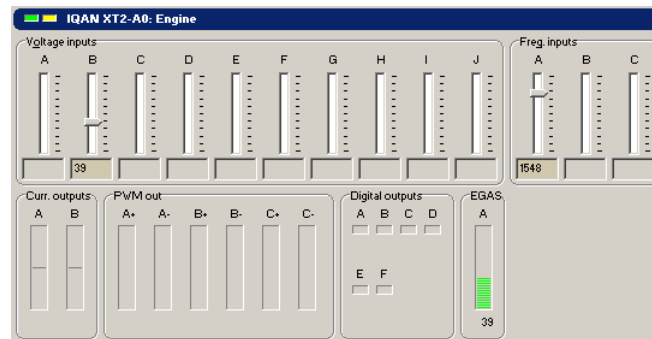 IQAN XT2-A0: Engine
Voltage inputs
A B C D E F G H I J
39
Freq. inputs
A B C
1548
Curr. outputs
A B
PWM out
A+ A- B+ B- C+ C-
Digital outputs
A B C D
E F
EGAS
A
39